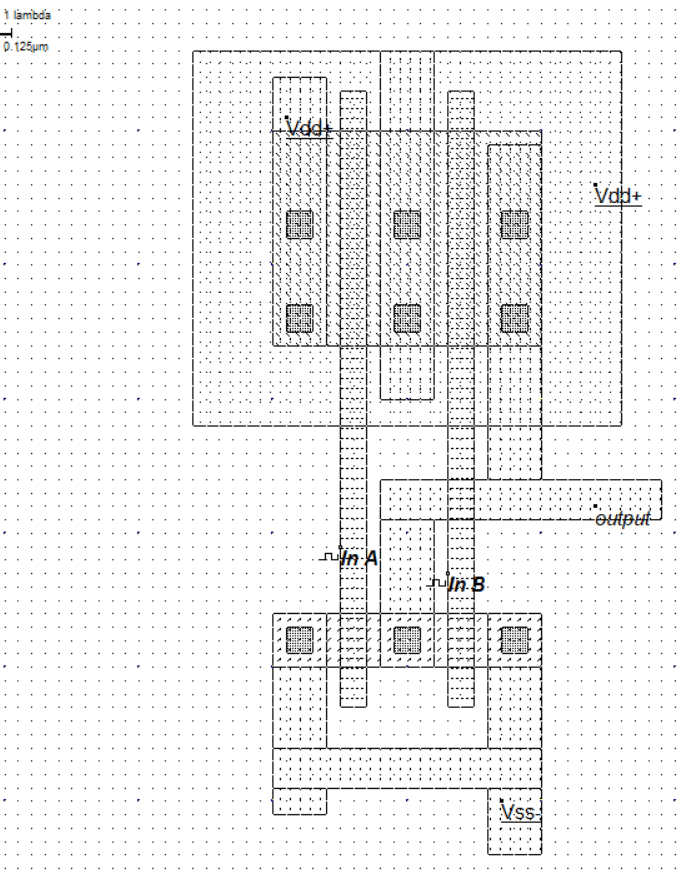 1 lambda
0.125µm
Vdd+
Vdd+
output
In A
In B
Vss-